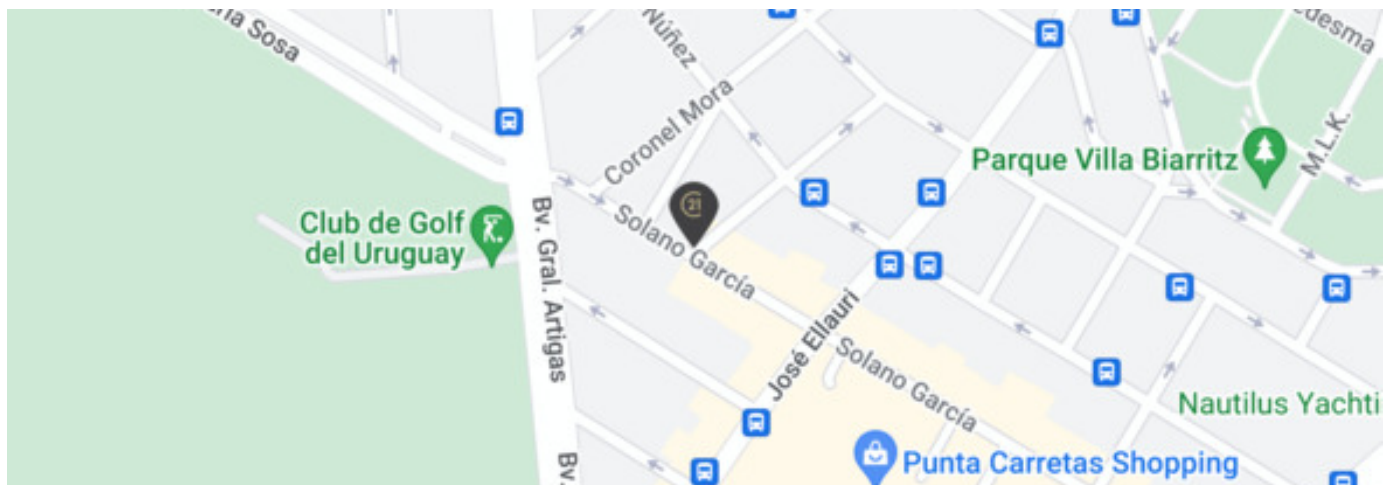 Sosa
Núñez
Coronel Mora
Parque Villa Biarritz
M.L.K.
Club de Golf
del Uruguay
Bv. Gral. Artigas
21
Solano García
José Ellauri
Solano García
Nautilus Yachti
Bv.
Punta Carretas Shopping